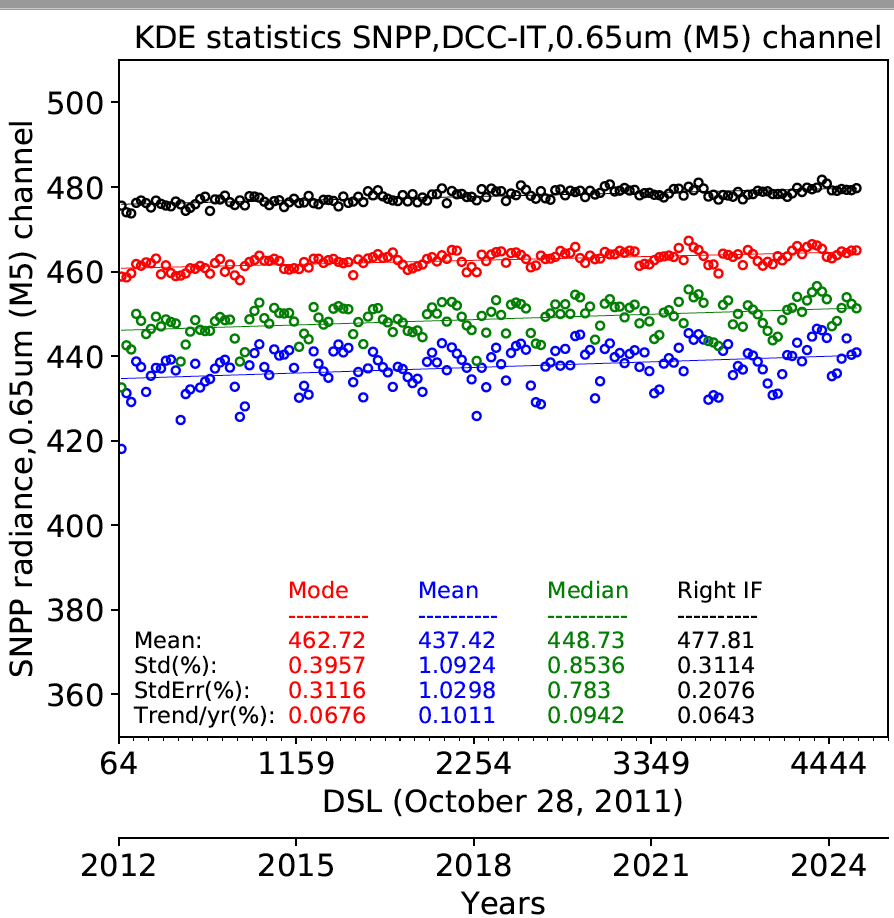 KDE statistics SNPP,DCC-IT,0.65um (M5) channel
SNPP radiance,0.65um (M5) channel
500
480
460
440
420
400
380
360
Mode Mean Median Right IF
---------- ---------- ---------- ----------
Mean: 462.72 437.42 448.73 477.81
Std(%): 0.3957 1.0924 0.8536 0.3114
StdErr(%): 0.3116 1.0298 0.783 0.2076
Trend/yr(%): 0.0676 0.1011 0.0942 0.0643
64 1159 2254 3349 4444
DSL (October 28, 2011)
2012 2015 2018 2021 2024
Years